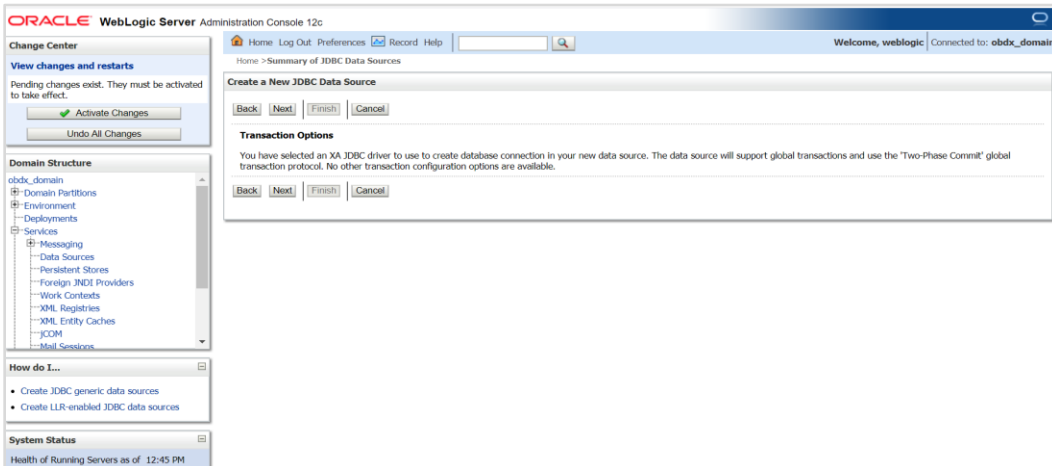 ORACLE WebLogic Server Administration Console 12c
Change Center
View changes and restarts
Pending changes exist. They must be activated
to take effect.
Activate Changes
Undo All Changes
Domain Structure
obdx_domain
Domain Partitions
Environment
Deployments
Services
Messaging
Data Sources
Persistent Stores
Foreign JNDI Providers
Work Contexts
XML Registries
XML Entity Caches
jCOM
Mail Sessions
How do I...
Create JDBC generic data sources
Create LLR-enabled JDBC data sources
System Status
Health of Running Servers as of 12:45 PM
Home Log Out Preferences Record Help
Welcome, weblogic Connected to: obdx_domain
Home >Summary of JDBC Data Sources
Create a New JDBC Data Source
Back Next Finish Cancel
Transaction Options
You have selected an XA JDBC driver to use to create database connection in your new data source. The data source will support global transactions and use the 'Two-Phase Commit' global
transaction protocol. No other transaction configuration options are available.
Back Next Finish Cancel